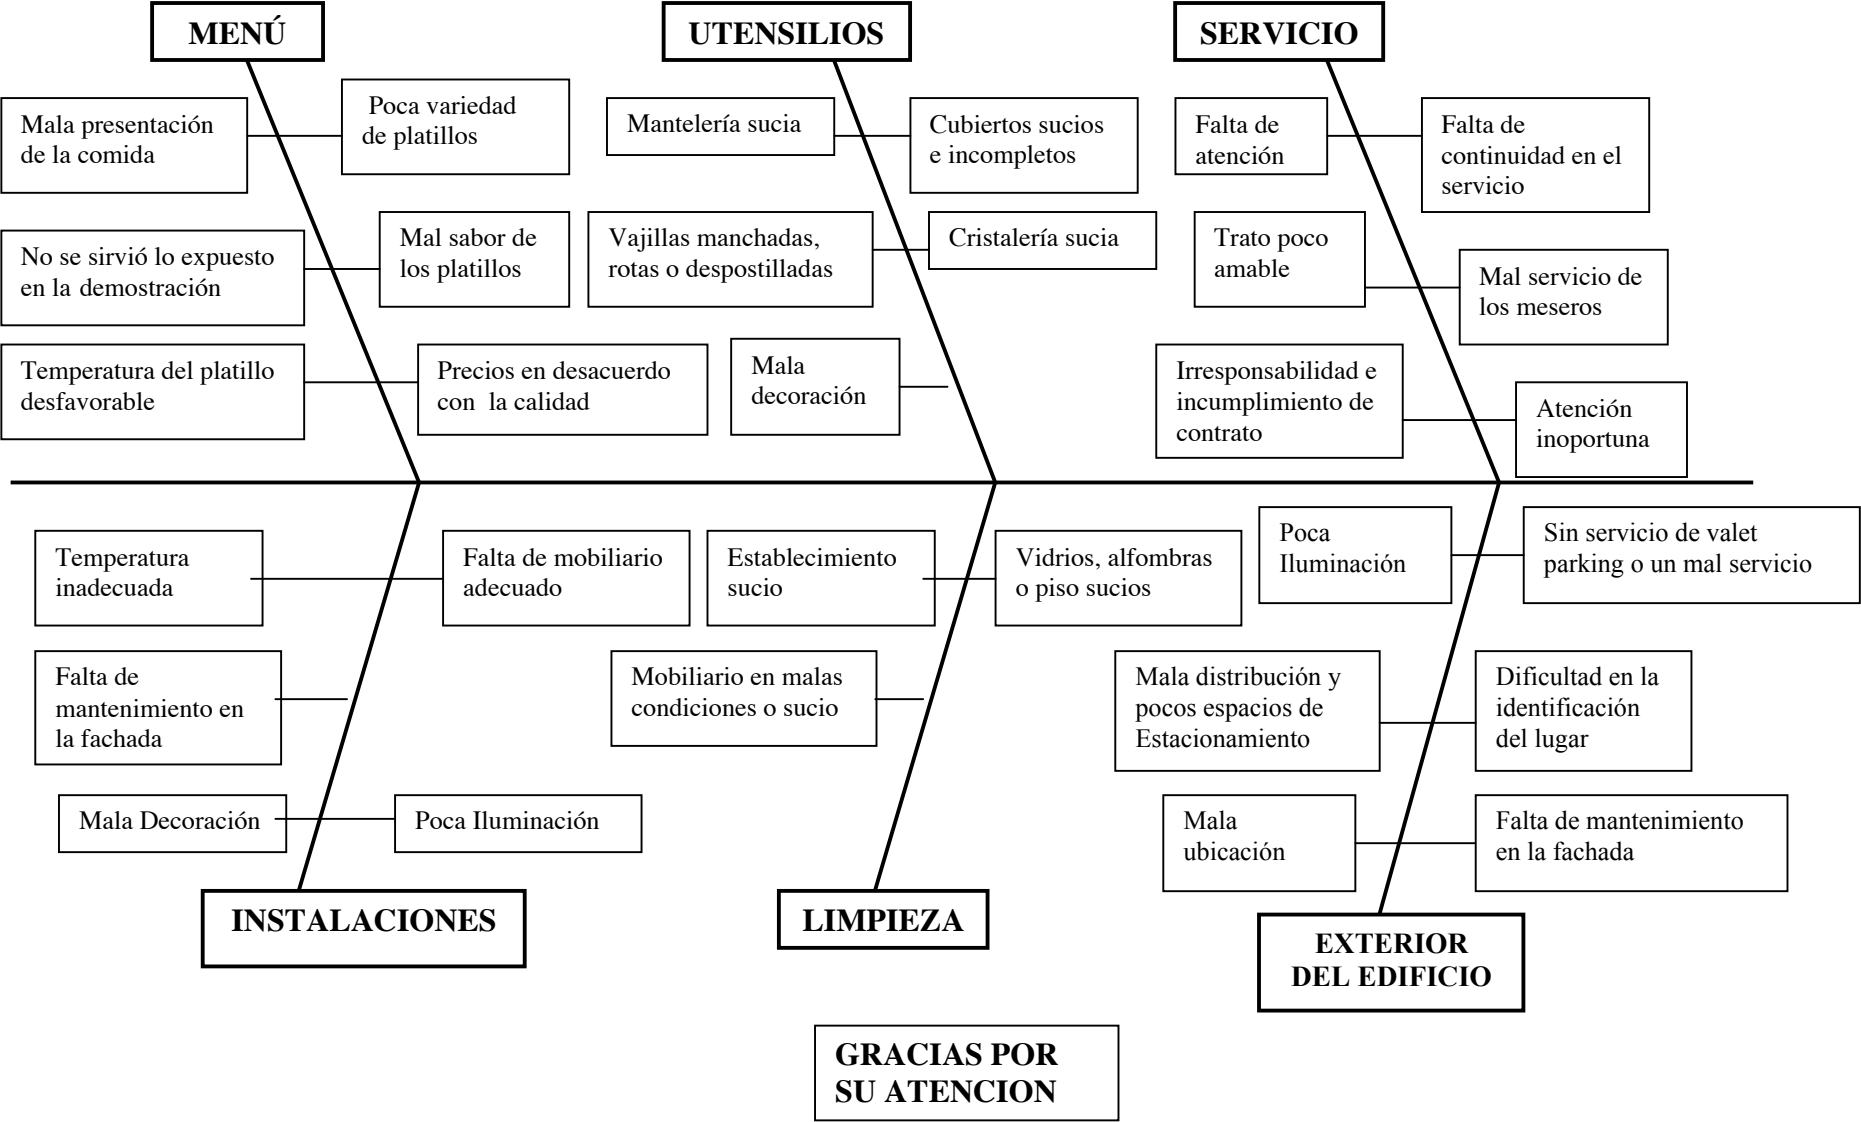 MENÚ
UTENSILIOS
SERVICIO
Mala presentación
de la comida
Poca variedad
de platillos
Mantelería sucia
Cubiertos sucios
e incompletos
Falta de
atención
Falta de
continuidad en el
servicio
No se sirvió lo expuesto
en la demostración
Mal sabor de
los platillos
Vajillas manchadas,
rotas o despostilladas
Cristalería sucia
Trato poco
amable
Mal servicio de
los meseros
Temperatura del platillo
desfavorable
Precios en desacuerdo
con la calidad
Mala
decoración
Irresponsabilidad e
incumplimiento de
contrato
Atención
inoportuna
Temperatura
inadecuada
Falta de mobiliario
adecuado
Establecimiento
sucio
Vidrios, alfombras
o piso sucios
Poca
Iluminación
Sin servicio de valet
parking o un mal servicio
Falta de
mantenimiento en
la fachada
Mobiliario en malas
condiciones o sucio
Mala distribución y
pocos espacios de
Estacionamiento
Dificultad en la
identificación
del lugar
Mala Decoración
Poca Iluminación
Mala
ubicación
Falta de mantenimiento
en la fachada
INSTALACIONES
LIMPIEZA
EXTERIOR
DEL EDIFICIO
GRACIAS POR
SU ATENCION